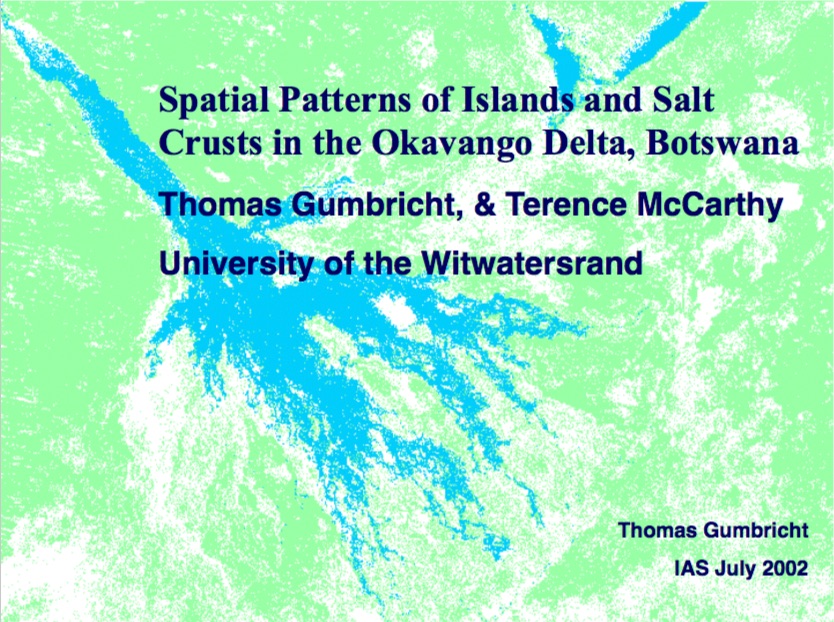 Spatial Patterns of Islands and Salt
Crusts in the Okavango Delta, Botswana
Thomas Gumbricht, & Terence McCarthy
University of the Witwatersrand
Thomas Gumbricht
IAS July 2002